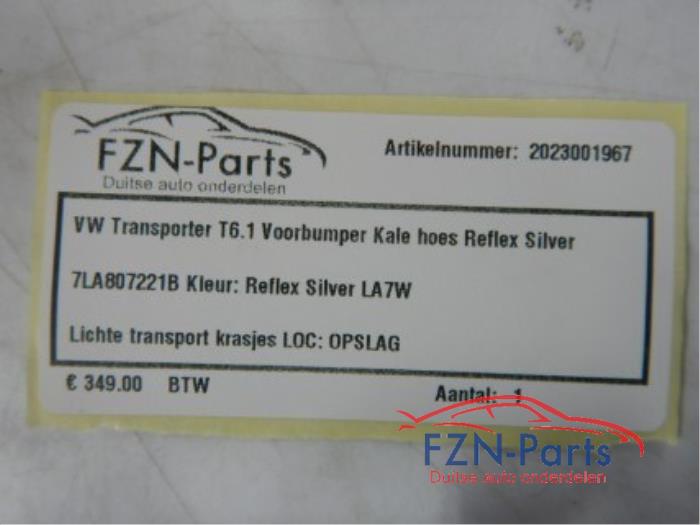 FZN-Parts
Duitse auto onderdelen
Artikelnummer: 2023001967
VW Transporter T6.1 Voorbumper Kale hoes Reflex Silver
7LA807221B Kleur: Reflex Silver LA7W
Lichte transport krasjes LOC: OPSLAG
€ 349.00 BTW
Aantal: 1
FZN-Parts
Duitse auto onderdelen